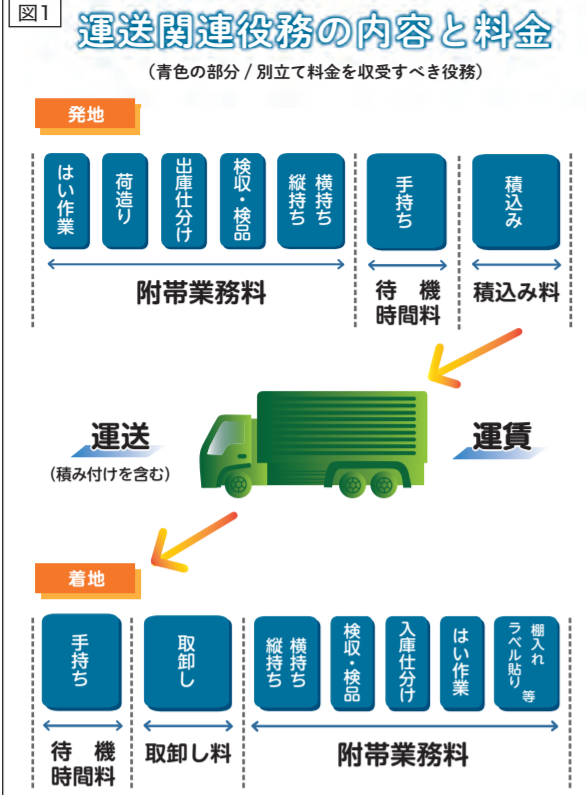 図1
運送関連役務の内容と料金
（青色の部分 / 別立て料金を収受すべき役務）
発地
はい作業
荷造り
出庫仕分け
検収・検品
横持ち
縦持ち
手持ち
積込み
附帯業務料
待機
時間料
積込み料
運送
（積み付けを含む）
運賃
着地
手持ち
取卸し
横持ち
縦持ち
検収・検品
入庫仕分け
はい作業
棚入れ
ラベル貼り 等
待機
時間料
取卸し料
附帯業務料